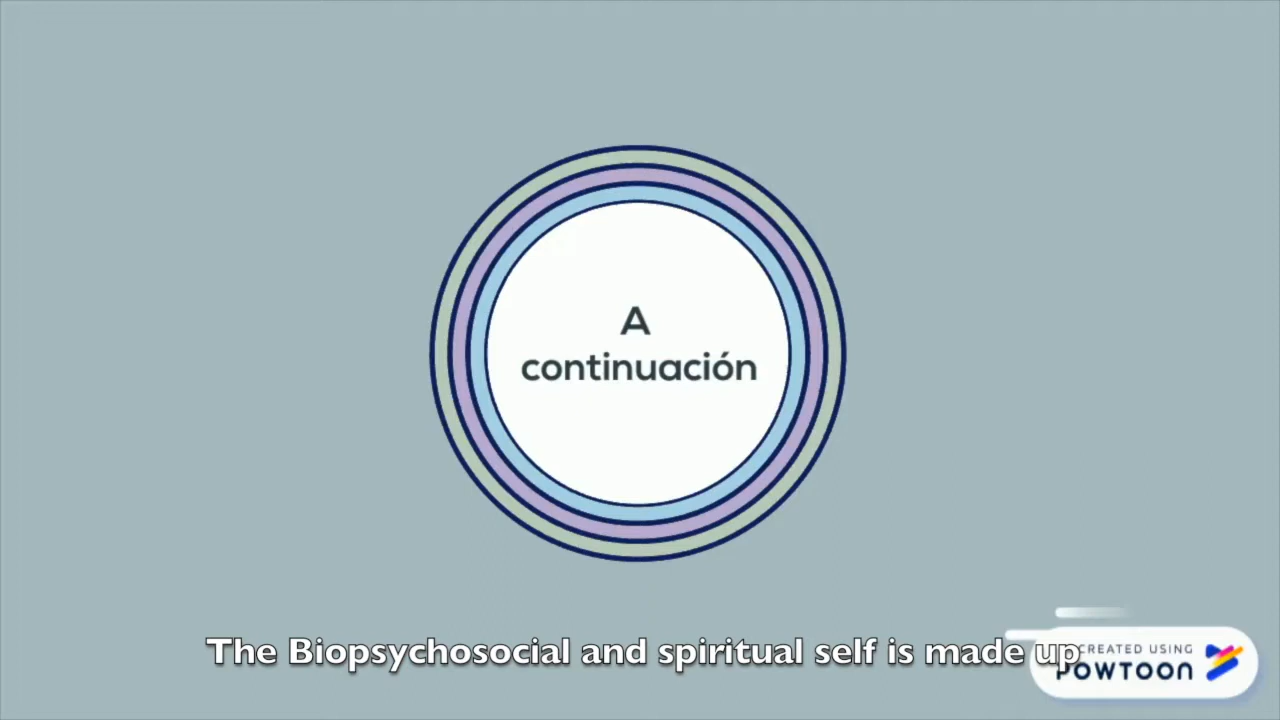 A
continuación
The Biopsychosocial and spiritual self is made up
CREATED USING
POWTOON